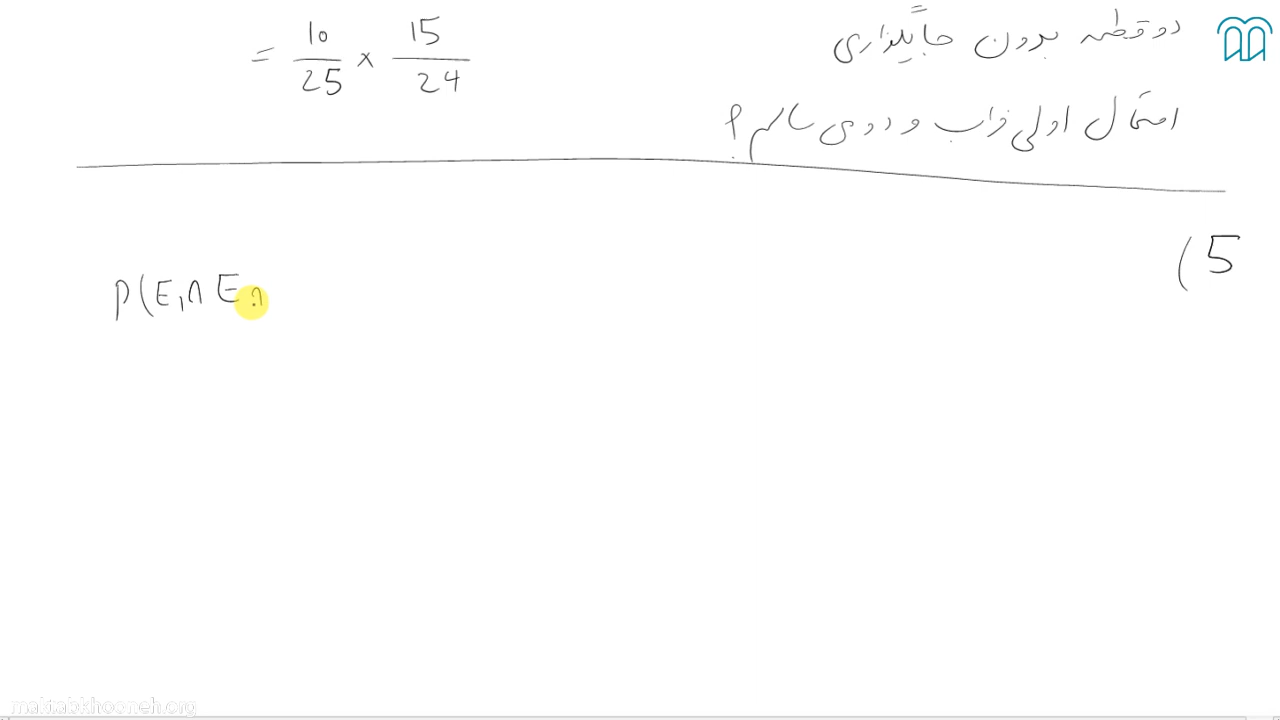 دو قطعه بدون جایگذاری
= 10/25 × 15/24
احتمال اولی خراب و دومی سالم؟
5)
P(E₁∩E₂
maktabkhooneh.org